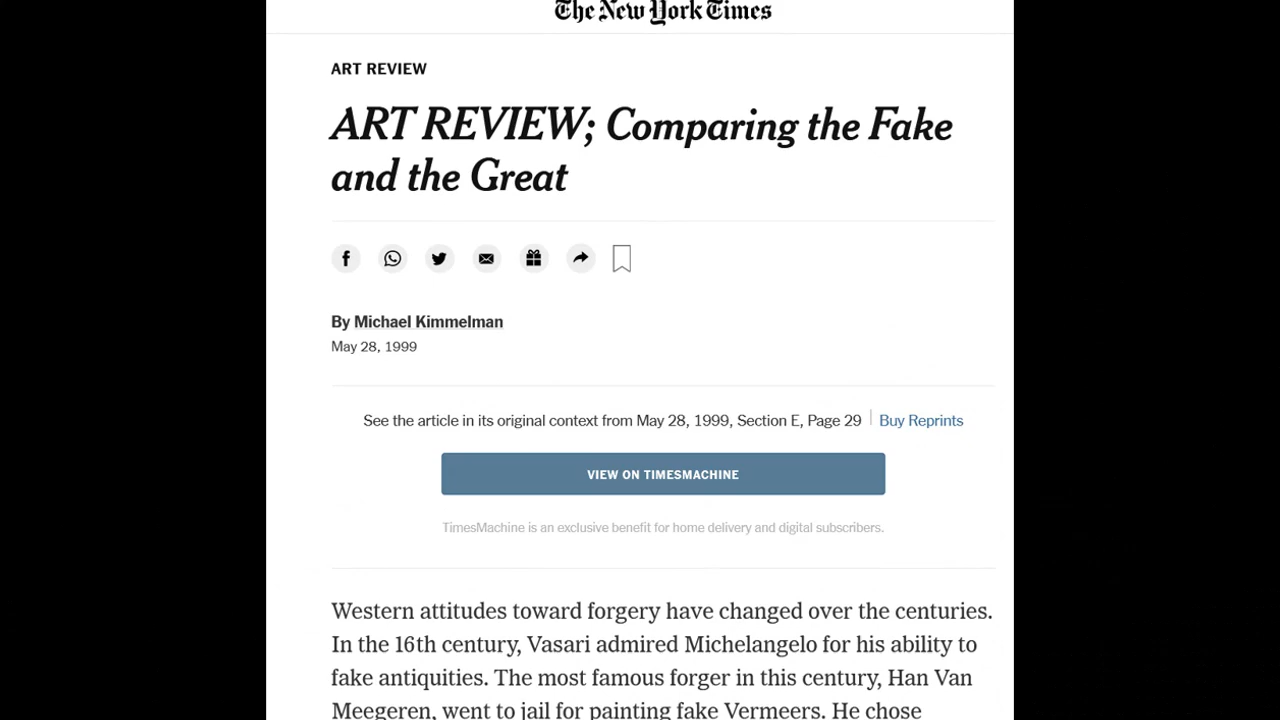 The New York Times
ART REVIEW
ART REVIEW; Comparing the Fake
and the Great
By Michael Kimmelman
May 28, 1999
See the article in its original context from May 28, 1999, Section E, Page 29 Buy Reprints
VIEW ON TIMESMACHINE
TimesMachine is an exclusive benefit for home delivery and digital subscribers.
Western attitudes toward forgery have changed over the centuries.
In the 16th century, Vasari admired Michelangelo for his ability to
fake antiquities. The most famous forger in this century, Han Van
Meegeren, went to jail for painting fake Vermeers. He chose